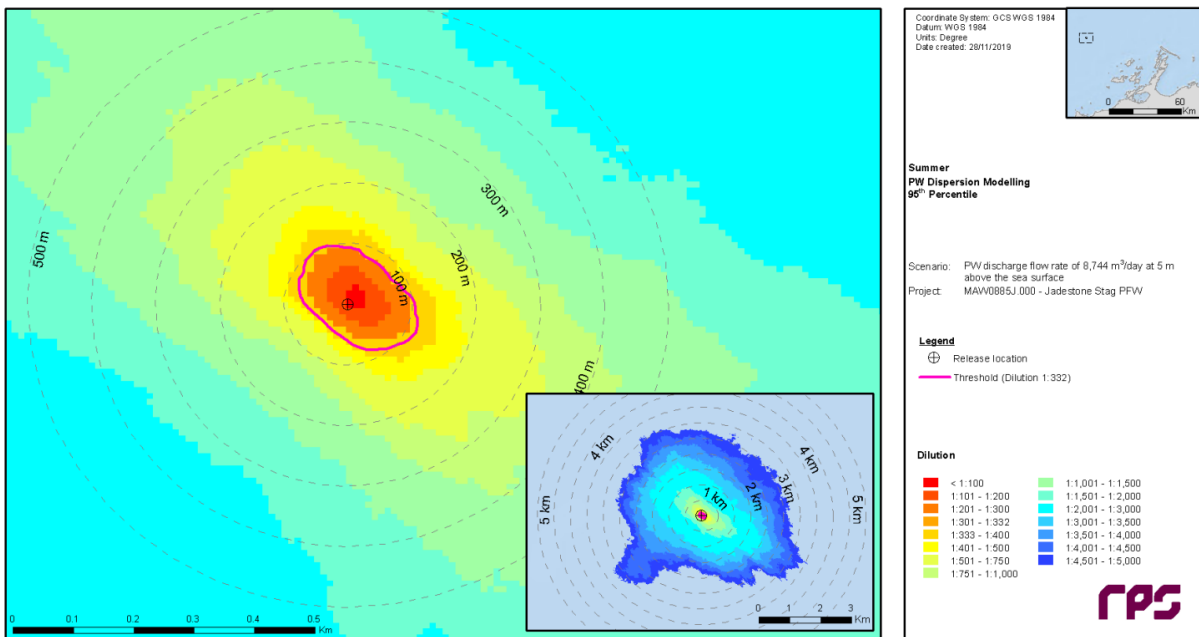 500 m
300 m
200 m
100 m
400 m
0 0.1 0.2 0.3 0.4 0.5
Km
4 km
4 km
1 km
2 km
3 km
5 km
5 km
0 1 2 3
Km
Coordinate System: GCS WGS 1984
Datum: WGS 1984
Units: Degree
Date created: 28/11/2019
0 60
Km
Summer
PW Dispersion Modelling
95th Percentile
Scenario: PW discharge flow rate of 8,744 m³/day at 5 m
above the sea surface
Project: MAW0885J.000 - Jadestone Stag PFW
Legend
Release location
Threshold (Dilution 1:332)
Dilution
< 1:100
1:101 - 1:200
1:201 - 1:300
1:301 - 1:332
1:333 - 1:400
1:401 - 1:500
1:501 - 1:750
1:751 - 1:1,000
1:1,001 - 1:1,500
1:1,501 - 1:2,000
1:2,001 - 1:3,000
1:3,001 - 1:3,500
1:3,501 - 1:4,000
1:4,001 - 1:4,500
1:4,501 - 1:5,000
rps